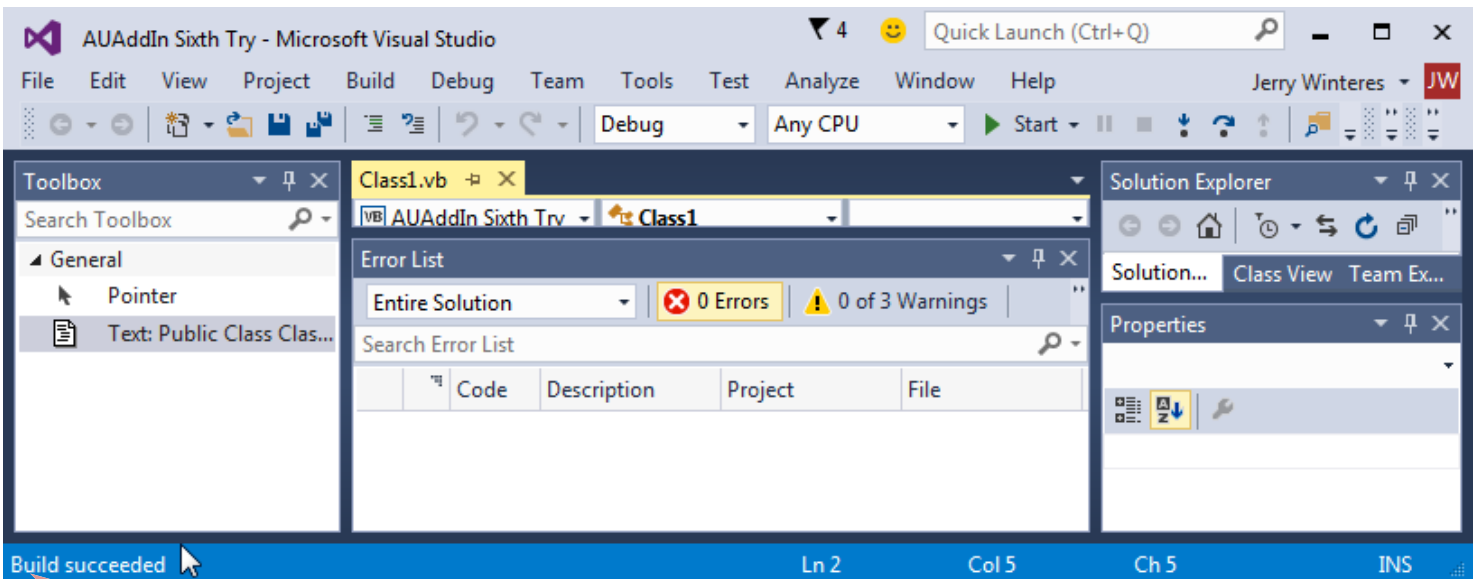 AUAddIn Sixth Try - Microsoft Visual Studio
4
Quick Launch (Ctrl+Q)
File Edit View Project Build Debug Team Tools Test Analyze Window Help
Jerry Winteres
JW
Debug
Any CPU
Start
Toolbox
Search Toolbox
General
Pointer
Text: Public Class Clas...
Class1.vb
VB AUAddIn Sixth Try
Class1
Error List
Entire Solution
0 Errors
0 of 3 Warnings
Search Error List
Code Description Project File
Solution Explorer
Solution... Class View Team Ex...
Properties
Build succeeded
Ln 2 Col 5 Ch 5 INS